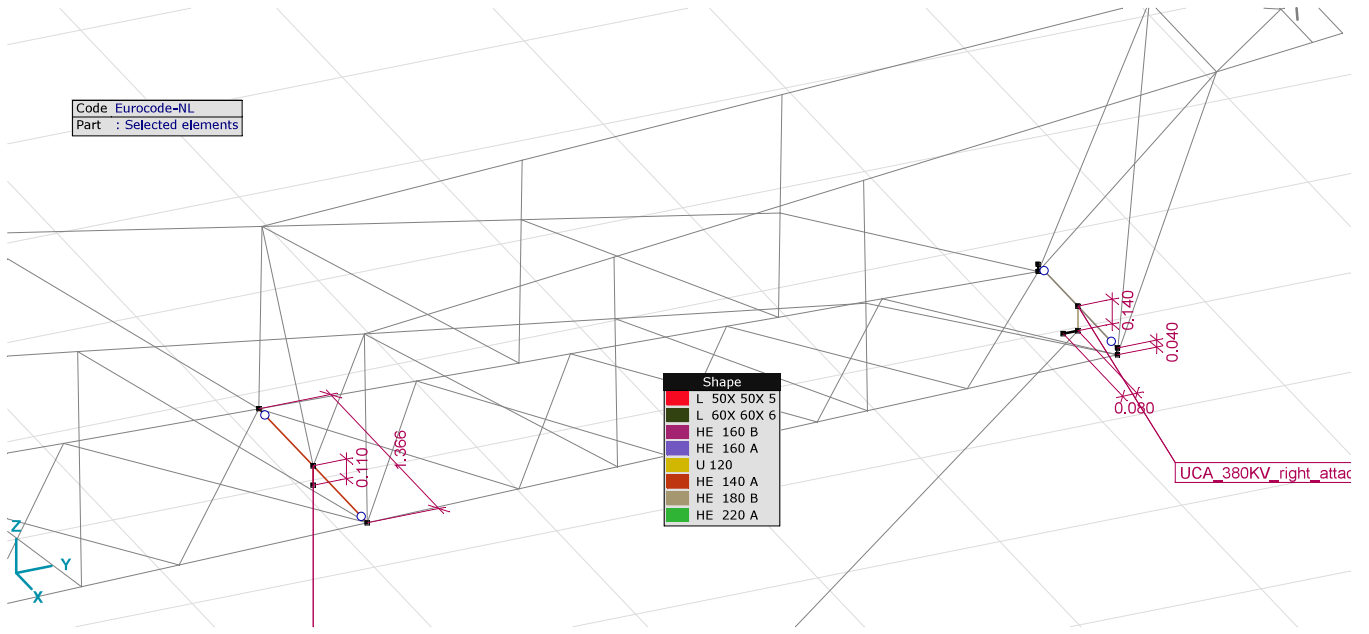 Code Eurocode-NL
Part : Selected elements
0.140
0.040
0.080
Shape
L 50X 50X 5
L 60X 60X 6
HE 160 B
HE 160 A
U 120
HE 140 A
HE 180 B
HE 220 A
1.366
0.110
UCA_380KV_right_attac
Z
Y
X